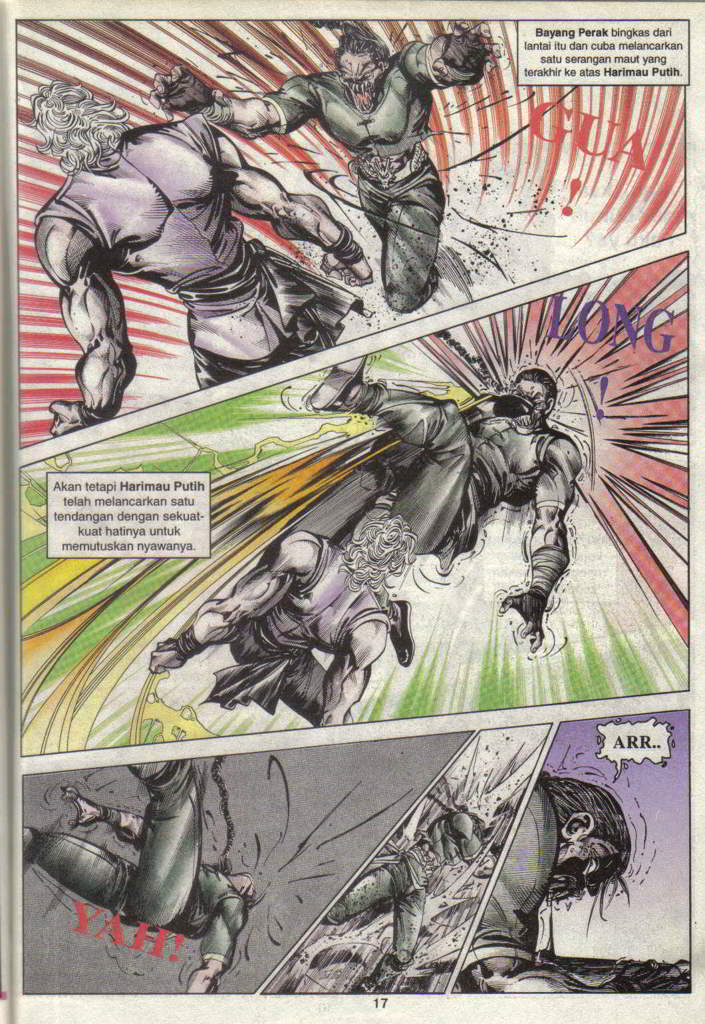 Bayang Perak bingkas dari
lantai itu dan cuba melancarkan
satu serangan maut yang
terakhir ke atas Harimau Putih.
GUA
!
LONG
!
Akan tetapi Harimau Putih
telah melancarkan satu
tendangan dengan sekuat-
kuat hatinya untuk
memutuskan nyawanya.
YAH!
ARR..
17